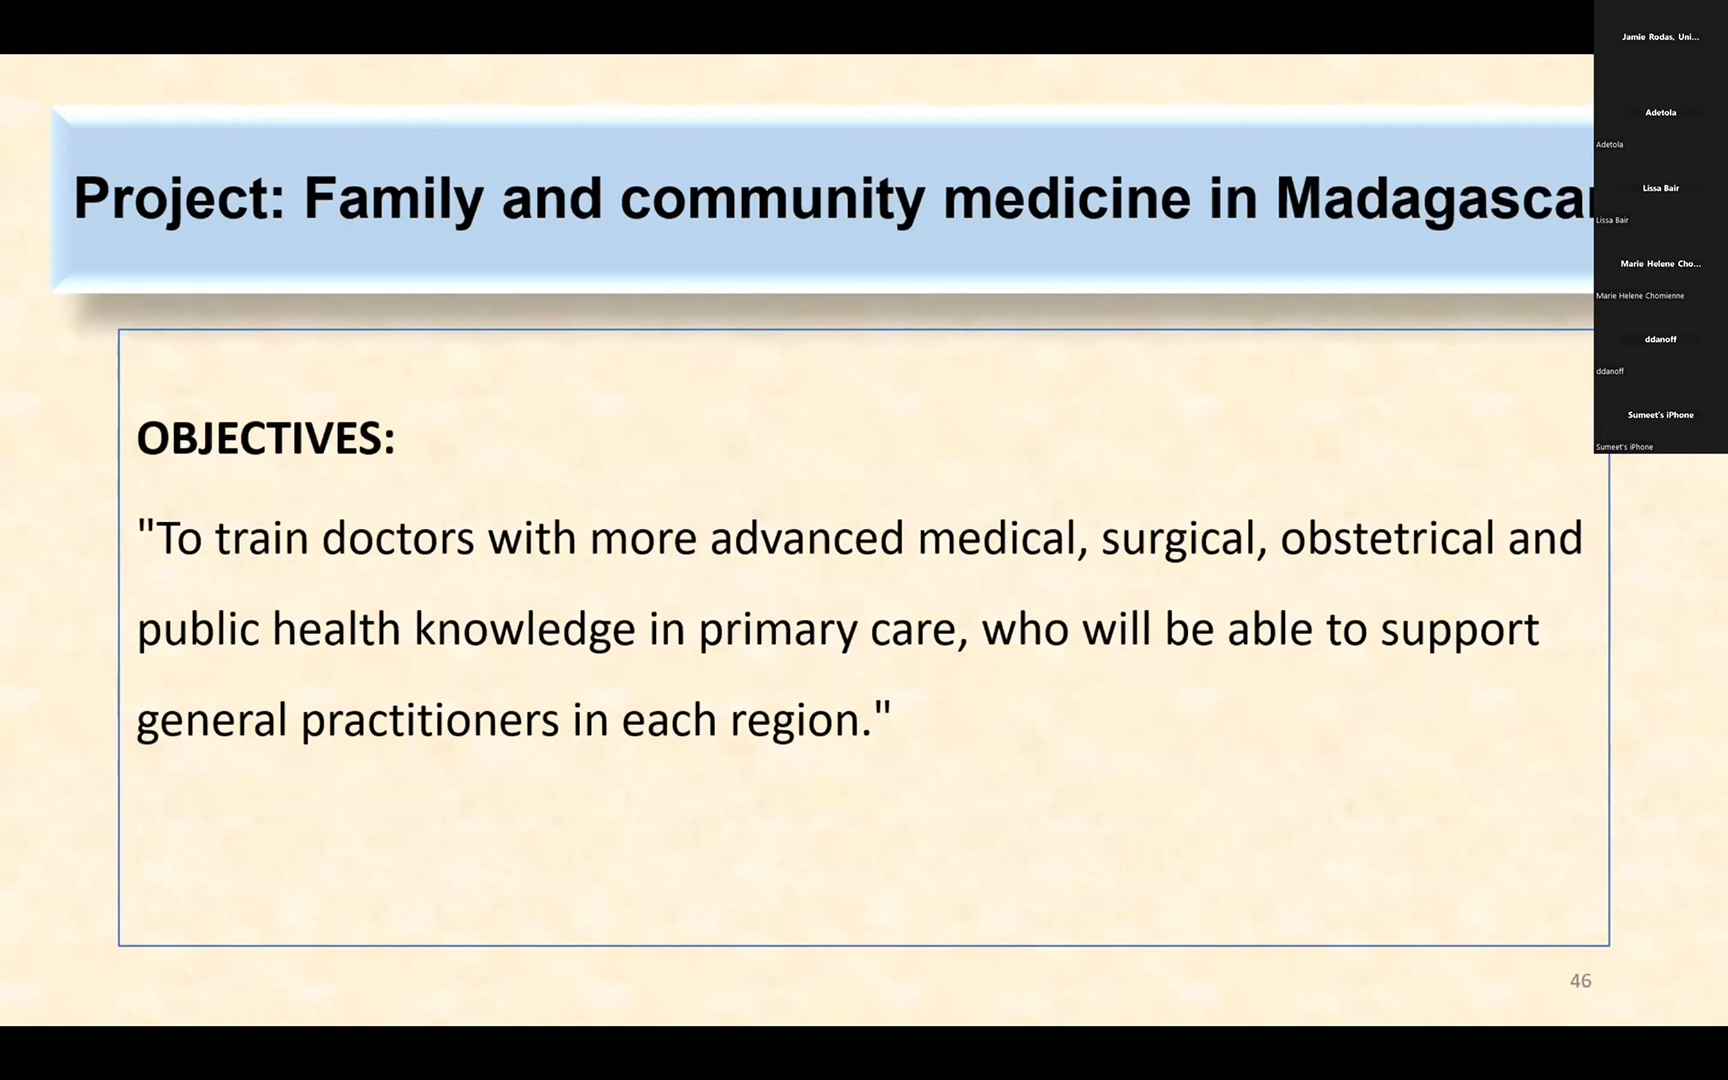 Project: Family and community medicine in Madagascar
OBJECTIVES:
"To train doctors with more advanced medical, surgical, obstetrical and
public health knowledge in primary care, who will be able to support
general practitioners in each region."
46
Jamie Rodas, Uni...
Adetola
Adetola
Lissa Bair
Lissa Bair
Marie Helene Cho...
Marie Helene Chomienne
ddanoff
ddanoff
Sumeet's iPhone
Sumeet's iPhone